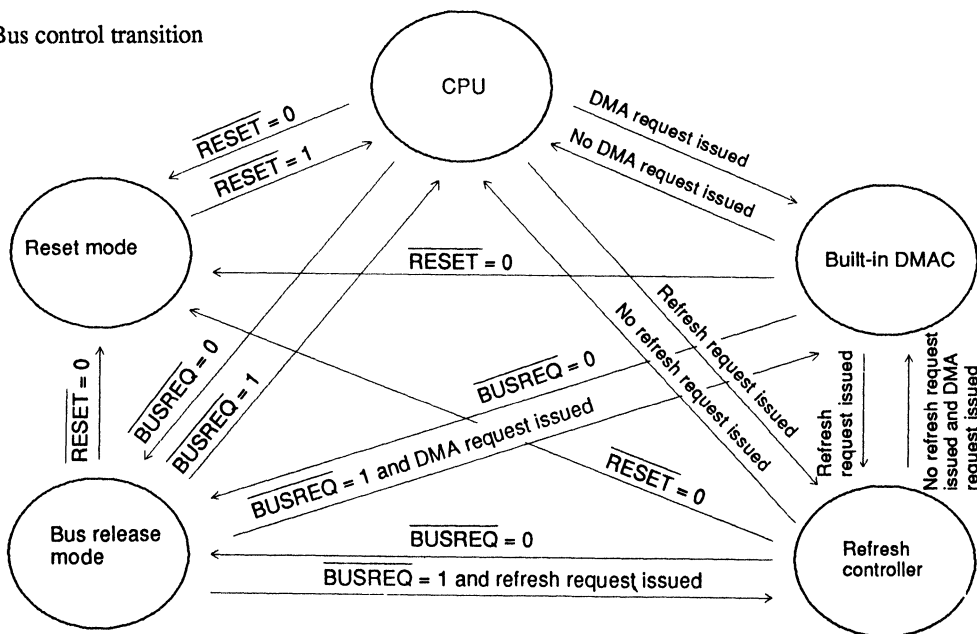 Bus control transition
CPU
RESET = 0
RESET = 1
DMA request issued
No DMA request issued
Reset mode
Built-in DMAC
RESET = 0
Refresh request issued
No refresh request issued
RESET = 0
BUSREQ = 0
BUSREQ = 1
BUSREQ = 0
BUSREQ = 1 and DMA request issued
Refresh
request issued
No refresh request
issued and DMA
request issued
RESET = 0
Bus release
mode
BUSREQ = 0
BUSREQ = 1 and refresh request issued
Refresh
controller